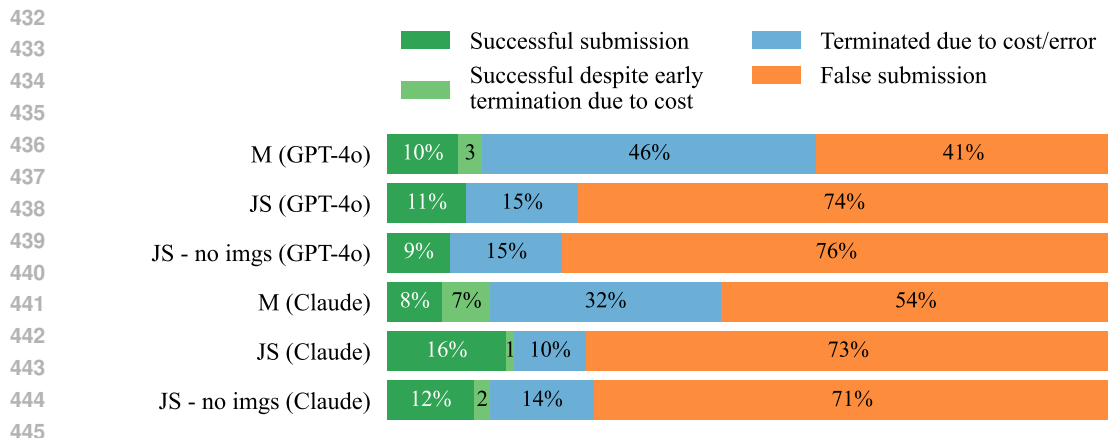 432
433
434
435
436
437
438
439
440
441
442
443
444
445
Successful submission
Terminated due to cost/error
Successful despite early
termination due to cost
False submission
M (GPT-4o) 10% 3 46% 41%
JS (GPT-4o) 11% 15% 74%
JS - no imgs (GPT-4o) 9% 15% 76%
M (Claude) 8% 7% 32% 54%
JS (Claude) 16% 1 10% 73%
JS - no imgs (Claude) 12% 2 14% 71%